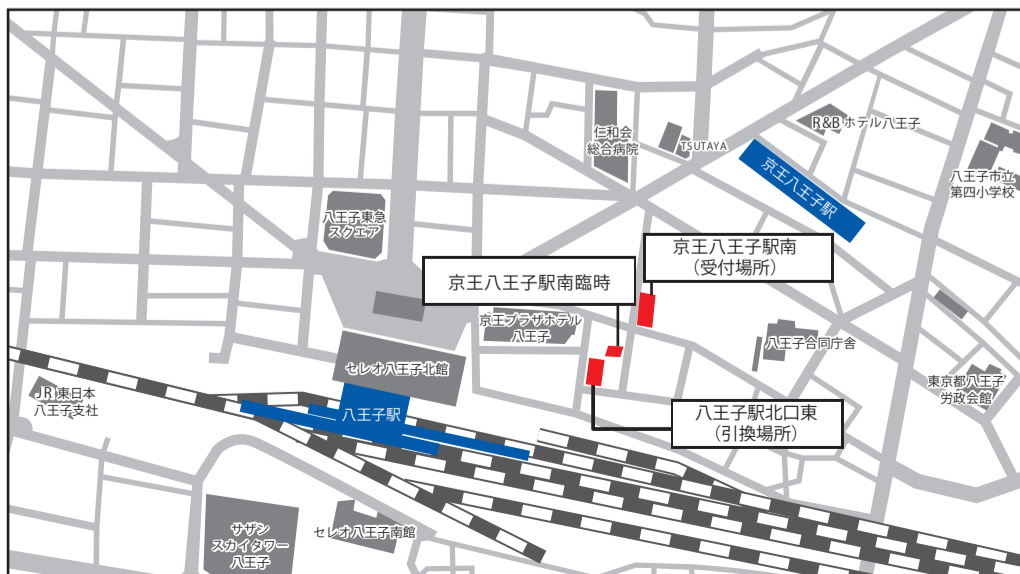 R&Bホテル八王子
仁和会
総合病院
TSUTAYA
京王八王子駅
八王子市立
第四小学校
八王子東急
スクエア
京王八王子駅南
（受付場所）
京王八王子駅南臨時
京王プラザホテル
八王子
八王子合同庁舎
セレオ八王子北館
東京都八王子
労政会館
JR東日本
八王子支社
八王子駅
八王子駅北口東
（引換場所）
サザン
スカイタワー
八王子
セレオ八王子南館